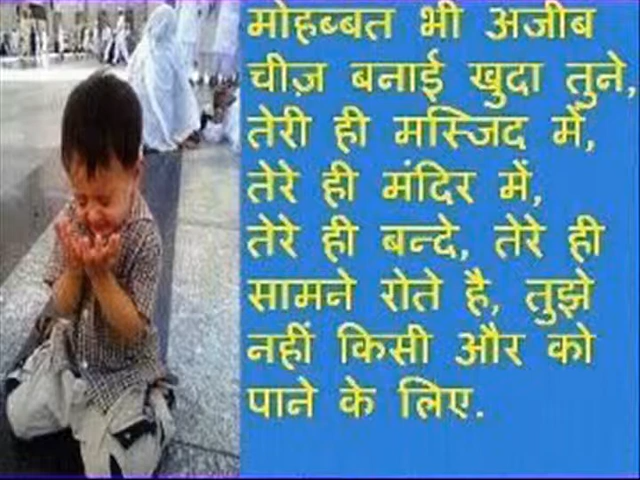 मोहब्बत भी अजीब
चीज़ बनाई खुदा तुने,
तेरी ही मस्जिद में,
तेरे ही मंदिर में,
तेरे ही बन्दे, तेरे ही
सामने रोते है, तुझे
नहीं किसी और को
पाने के लिए.